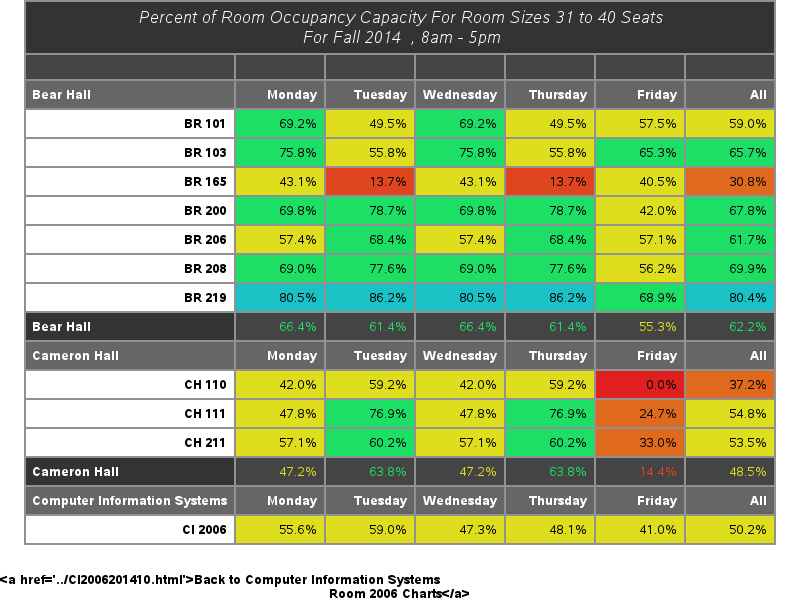 Percent of Room Occupancy Capacity For Room Sizes 31 to 40 Seats
For Fall 2014 , 8am - 5pm
Bear Hall Monday Tuesday Wednesday Thursday Friday All
BR 101 69.2% 49.5% 69.2% 49.5% 57.5% 59.0%
BR 103 75.8% 55.8% 75.8% 55.8% 65.3% 65.7%
BR 165 43.1% 13.7% 43.1% 13.7% 40.5% 30.8%
BR 200 69.8% 78.7% 69.8% 78.7% 42.0% 67.8%
BR 206 57.4% 68.4% 57.4% 68.4% 57.1% 61.7%
BR 208 69.0% 77.6% 69.0% 77.6% 56.2% 69.9%
BR 219 80.5% 86.2% 80.5% 86.2% 68.9% 80.4%
Bear Hall 66.4% 61.4% 66.4% 61.4% 55.3% 62.2%
Cameron Hall Monday Tuesday Wednesday Thursday Friday All
CH 110 42.0% 59.2% 42.0% 59.2% 0.0% 37.2%
CH 111 47.8% 76.9% 47.8% 76.9% 24.7% 54.8%
CH 211 57.1% 60.2% 57.1% 60.2% 33.0% 53.5%
Cameron Hall 47.2% 63.8% 47.2% 63.8% 14.4% 48.5%
Computer Information Systems Monday Tuesday Wednesday Thursday Friday All
CI 2006 55.6% 59.0% 47.3% 48.1% 41.0% 50.2%
<a href='../CI2006201410.html'>Back to Computer Information Systems
Room 2006 Charts</a>